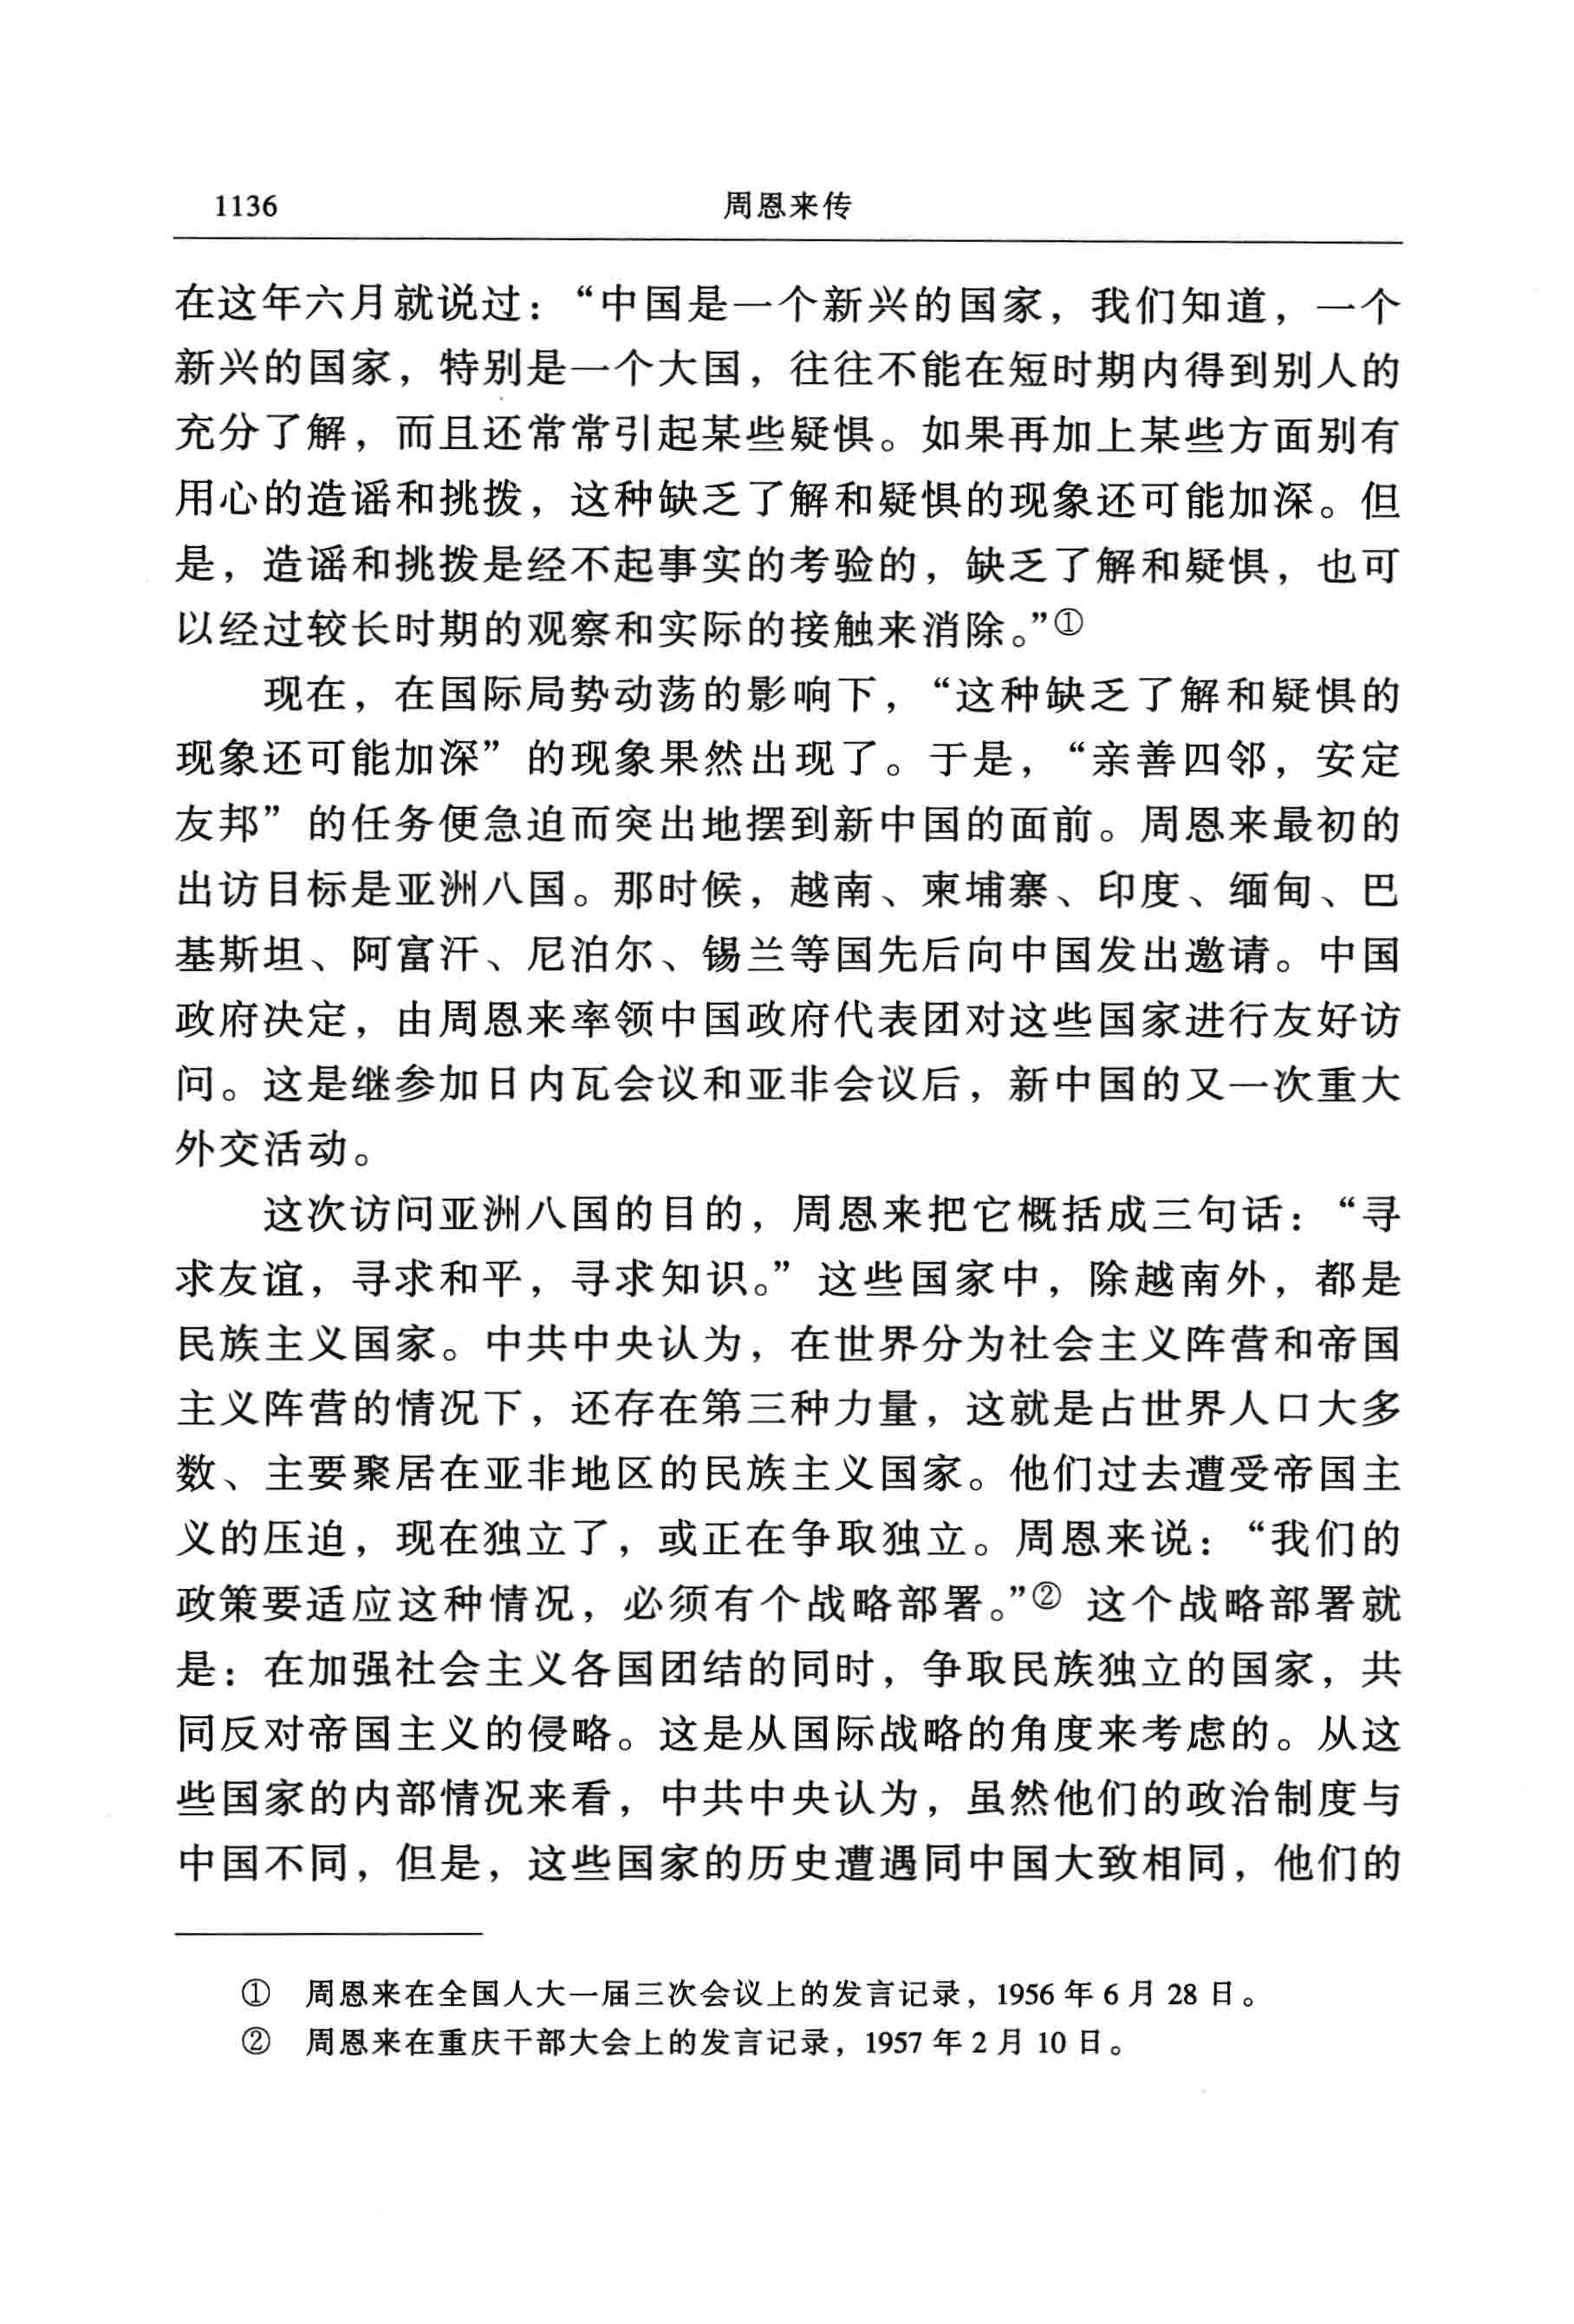 1136 周恩来传
在这年六月就说过：“中国是一个新兴的国家，我们知道，一个
新兴的国家，特别是一个大国，往往不能在短时期内得到别人的
充分了解，而且还常常引起某些疑惧。如果再加上某些方面别有
用心的造谣和挑拨，这种缺乏了解和疑惧的现象还可能加深。但
是，造谣和挑拨是经不起事实的考验的，缺乏了解和疑惧，也可
以经过较长时期的观察和实际的接触来消除。”①
现在，在国际局势动荡的影响下，“这种缺乏了解和疑惧的
现象还可能加深”的现象果然出现了。于是，“亲善四邻，安定
友邦”的任务便急迫而突出地摆到新中国的面前。周恩来最初的
出访目标是亚洲八国。那时候，越南、柬埔寨、印度、缅甸、巴
基斯坦、阿富汗、尼泊尔、锡兰等国先后向中国发出邀请。中国
政府决定，由周恩来率领中国政府代表团对这些国家进行友好访
问。这是继参加日内瓦会议和亚非会议后，新中国的又一次重大
外交活动。
这次访问亚洲八国的目的，周恩来把它概括成三句话：“寻
求友谊，寻求和平，寻求知识。”这些国家中，除越南外，都是
民族主义国家。中共中央认为，在世界分为社会主义阵营和帝国
主义阵营的情况下，还存在第三种力量，这就是占世界人口大多
数、主要聚居在亚非地区的民族主义国家。他们过去遭受帝国主
义的压迫，现在独立了，或正在争取独立。周恩来说：“我们的
政策要适应这种情况，必须有个战略部署。”② 这个战略部署就
是：在加强社会主义各国团结的同时，争取民族独立的国家，共
同反对帝国主义的侵略。这是从国际战略的角度来考虑的。从这
些国家的内部情况来看，中共中央认为，虽然他们的政治制度与
中国不同，但是，这些国家的历史遭遇同中国大致相同，他们的
① 周恩来在全国人大一届三次会议上的发言记录，1956 年 6 月 28 日。
② 周恩来在重庆干部大会上的发言记录，1957 年 2 月 10 日。